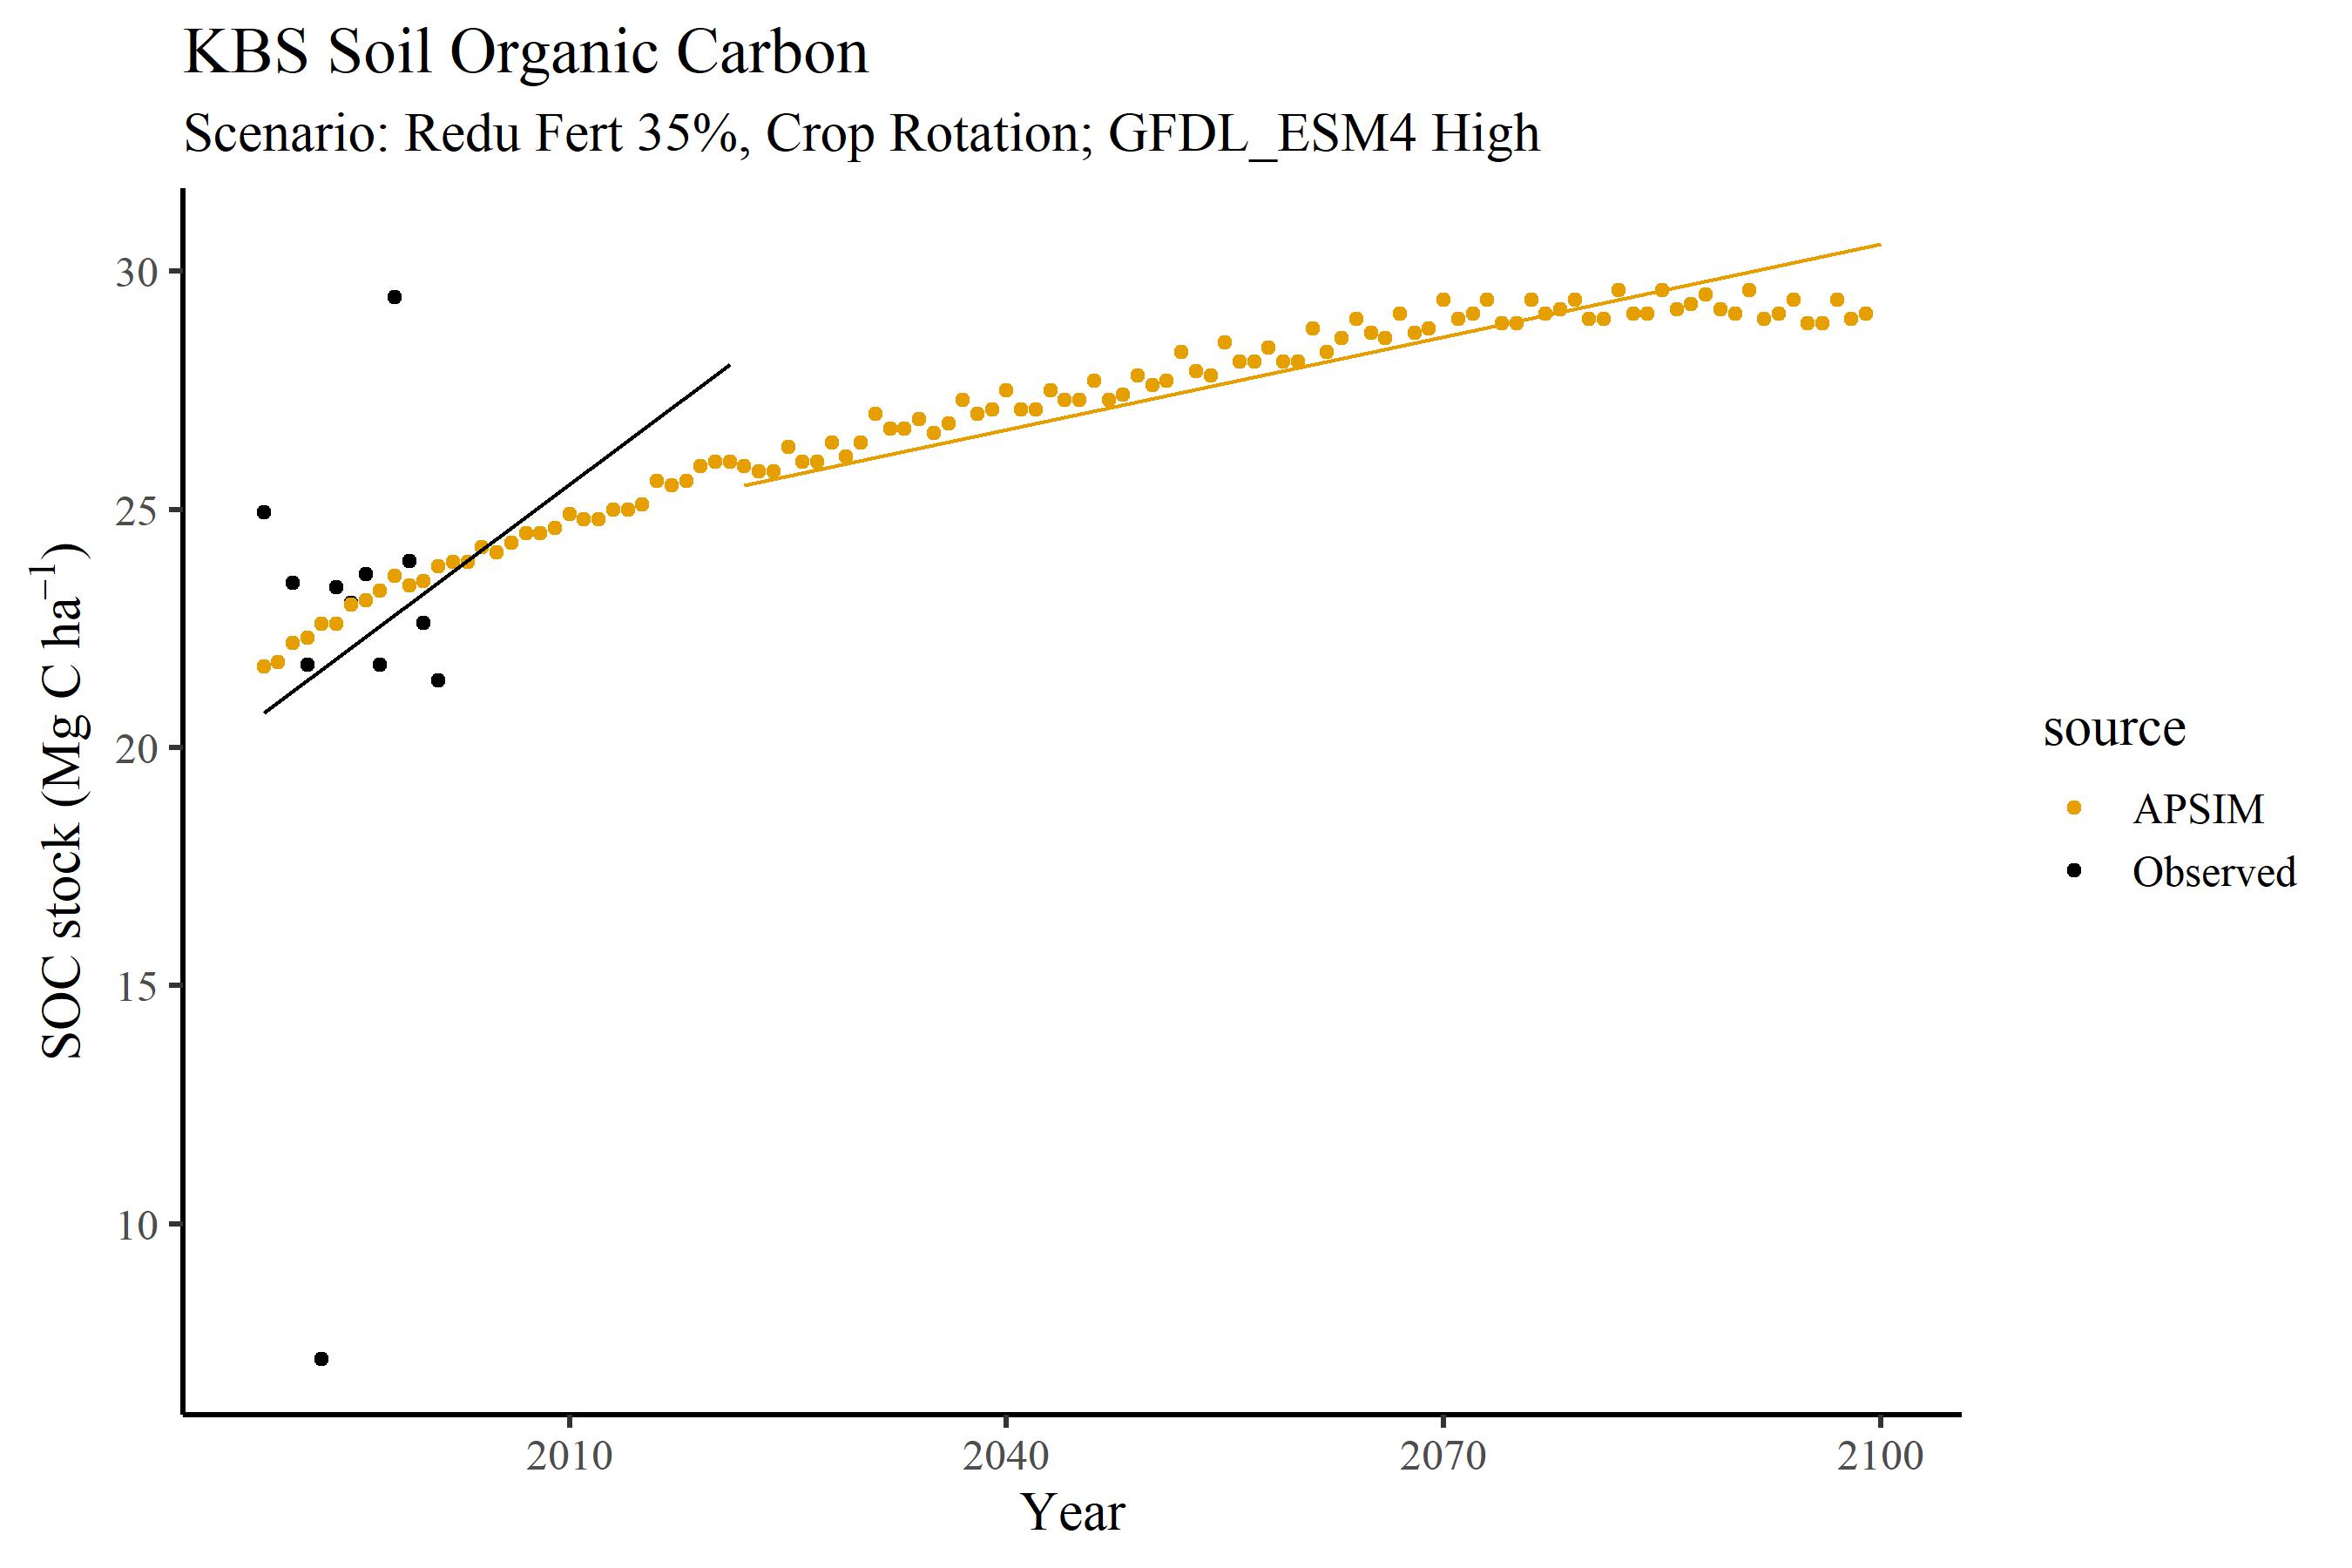 KBS Soil Organic Carbon
Scenario: Redu Fert 35%, Crop Rotation; GFDL_ESM4 High
30
25
20
15
10
SOC stock (Mg C ha⁻¹)
2010 2040 2070 2100
Year
source
APSIM
Observed